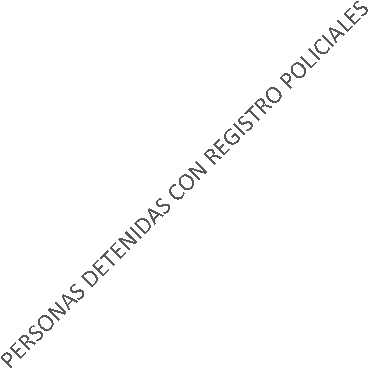 PERSONAS DETENIDAS CON REGISTRO POLICIALES